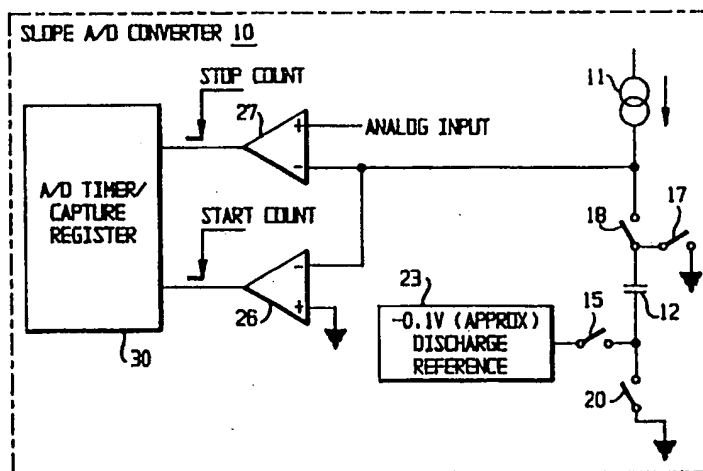 SLOPE A/D CONVERTER 10
11
STOP COUNT
27
+
ANALOG INPUT
-
A/D TIMER/
CAPTURE
REGISTER
START COUNT
18
17
-
+
26
23
-0.1V (APPROX)
DISCHARGE
REFERENCE
15
12
30
20